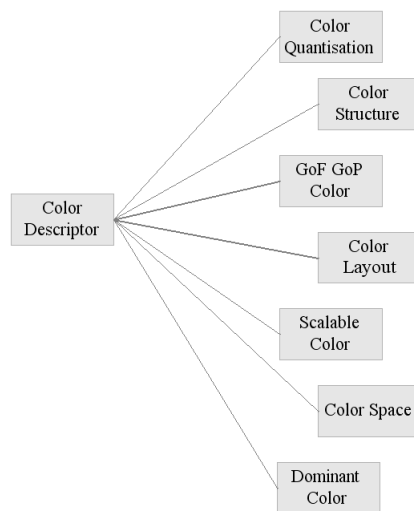 Color
Quantisation
Color
Structure
GoF GoP
Color
Color
Descriptor
Color
Layout
Scalable
Color
Color Space
Dominant
Color